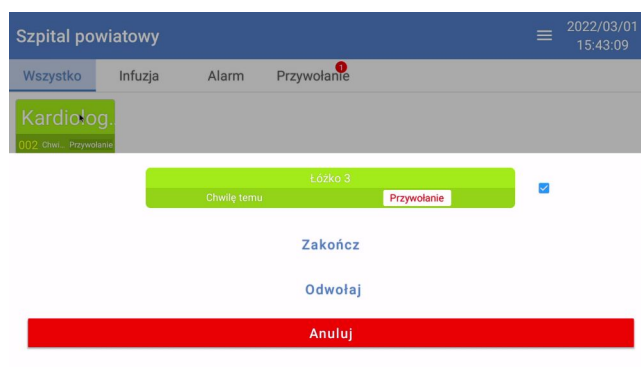 Szpital powiatowy
2022/03/01
15:43:09
Wszystko Infuzja Alarm Przywołanie 1
Kardiolog.
002 Chwi... Przywołanie
Łóżko 3
Chwilę temu Przywołanie
Zakończ
Odwołaj
Anuluj